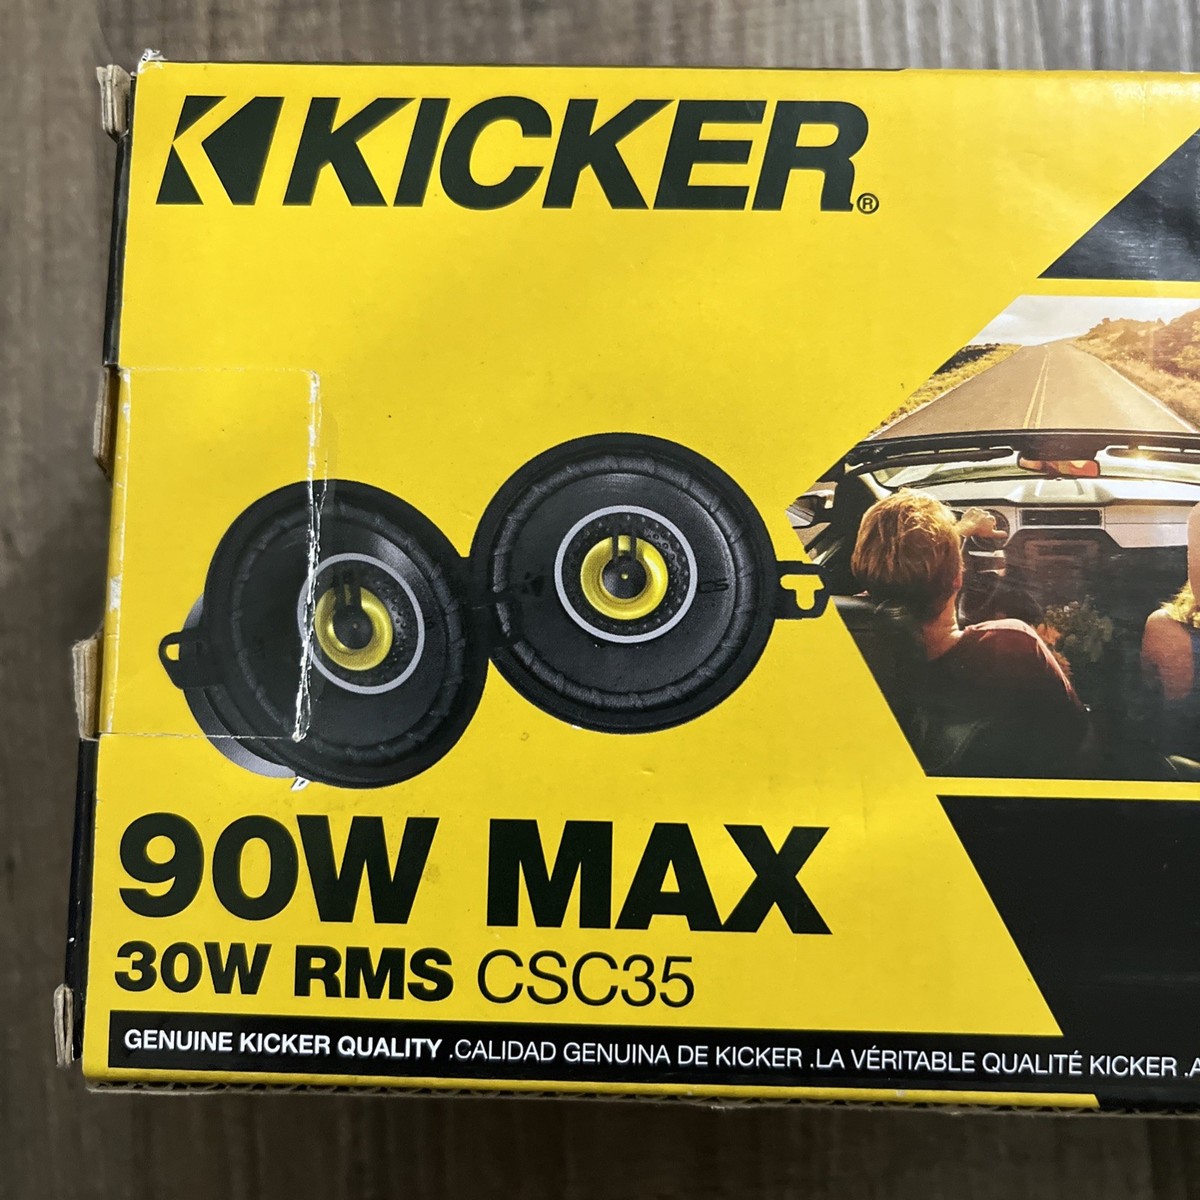 KICKER®
90W MAX
30W RMS CSC35
GENUINE KICKER QUALITY .CALIDAD GENUINA DE KICKER .LA VÉRITABLE QUALITÉ KICKER .A